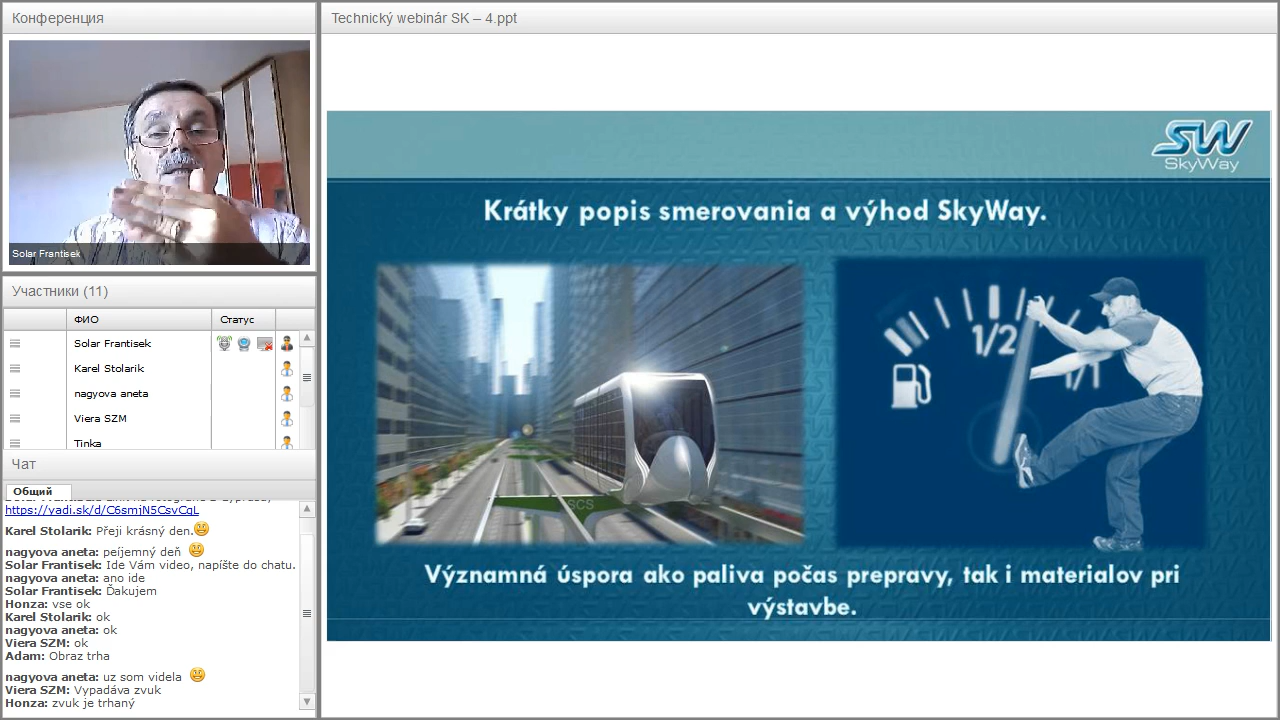 Конференция
Solar Frantisek
Участники (11)
ФИО
Статус
Solar Frantisek
Karel Stolarik
nagyova aneta
Viera SZM
Tinka
Чат
Общий
https://yadi.sk/d/C6smjN5CsvCgL
Karel Stolarik: Přeji krásný den.
nagyova aneta: peíjemný deň
Solar Frantisek: Ide Vám video, napíšte do chatu.
nagyova aneta: ano ide
Solar Frantisek: Ďakujem
Honza: vse ok
Karel Stolarik: ok
nagyova aneta: ok
Viera SZM: ok
Adam: Obraz trha
nagyova aneta: uz som videla
Viera SZM: Vypadáva zvuk
Honza: zvuk je trhaný
Technický webinár SK – 4.ppt
SW
SkyWay
Krátky popis smerovania a výhod SkyWay.
SCS
1/2
1/1
Významná úspora ako paliva počas prepravy, tak i materialov pri
výstavbe.